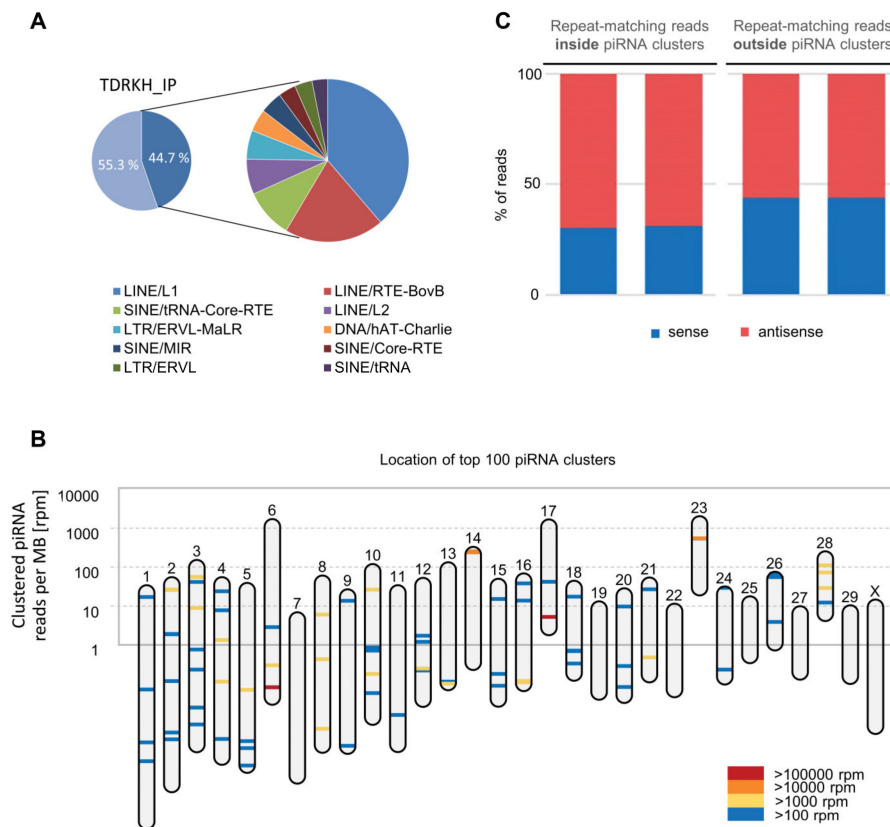 A
TDRKH_IP
55.3 %
44.7 %
LINE/L1
LINE/RTE-BovB
SINE/tRNA-Core-RTE
LINE/L2
LTR/ERVL-MaLR
DNA/hAT-Charlie
SINE/MIR
SINE/Core-RTE
LTR/ERVL
SINE/tRNA
C
Repeat-matching reads
inside piRNA clusters
Repeat-matching reads
outside piRNA clusters
% of reads
100
50
0
sense
antisense
B
Location of top 100 piRNA clusters
Clustered piRNA
reads per MB [rpm]
10000
1000
100
10
1
1
2
3
4
5
6
7
8
9
10
11
12
13
14
15
16
17
18
19
20
21
22
23
24
25
26
27
28
29
X
>100000 rpm
>10000 rpm
>1000 rpm
>100 rpm